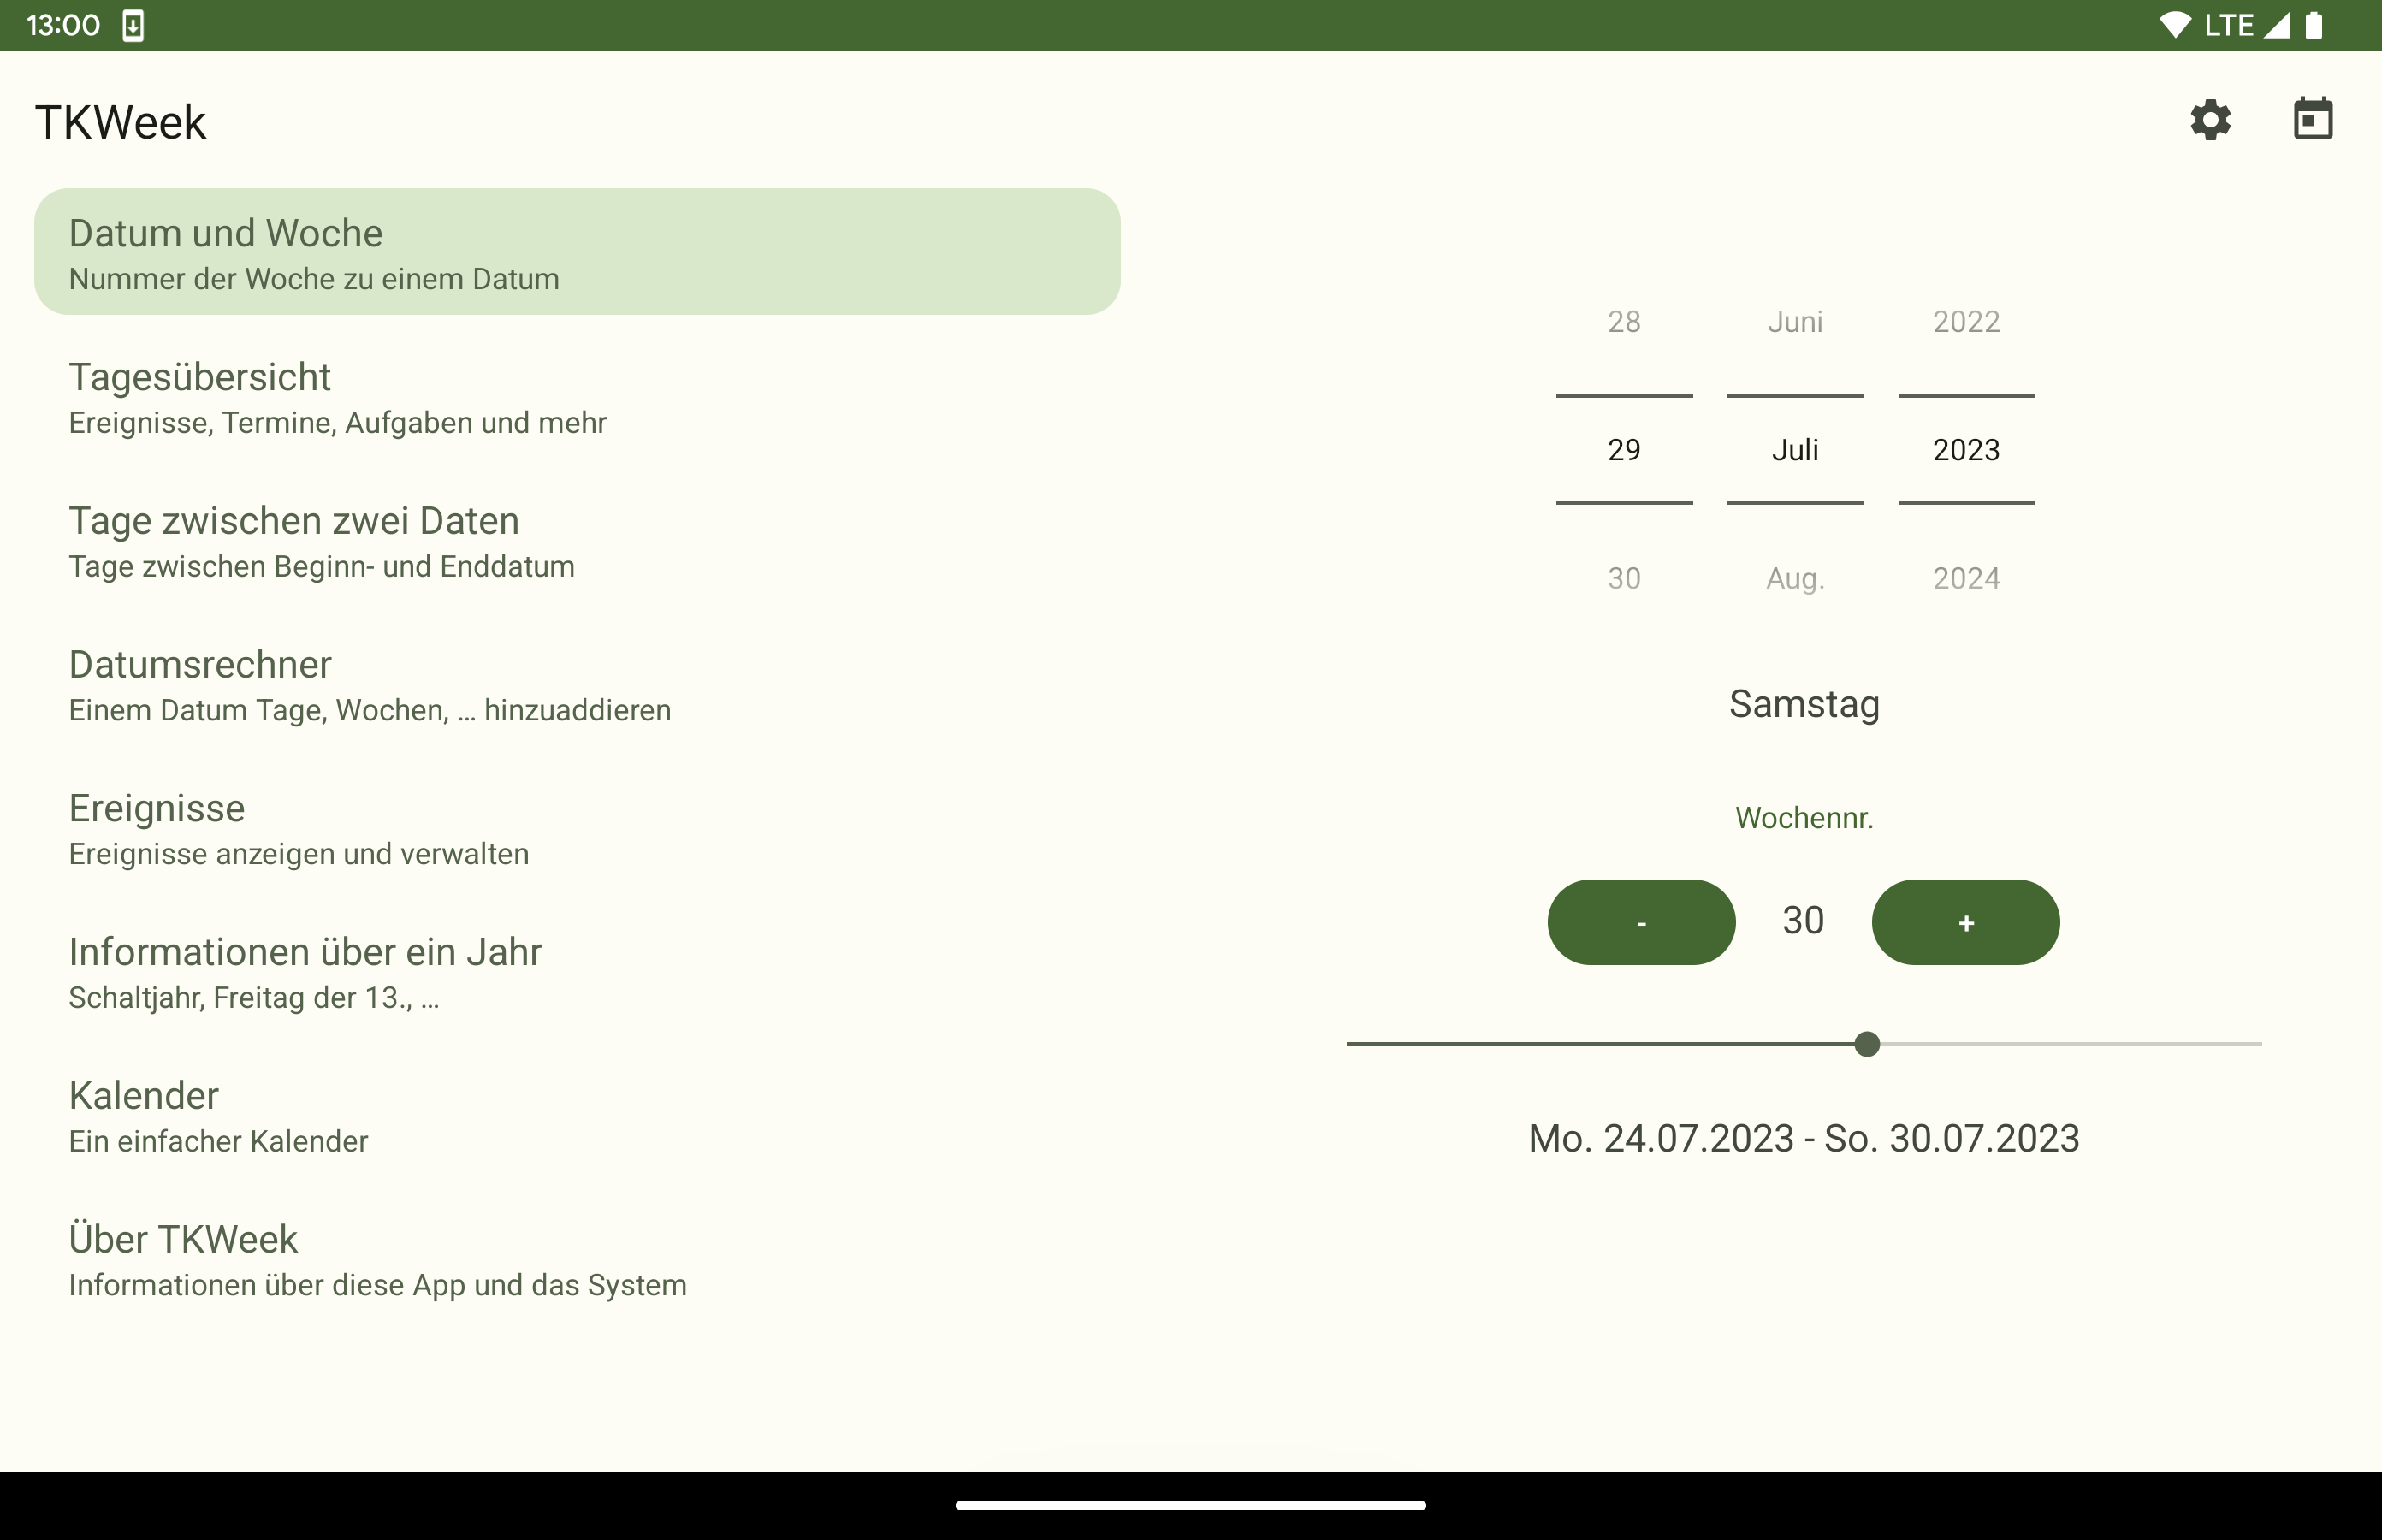 13:00
LTE
TKWeek
Datum und Woche
Nummer der Woche zu einem Datum
Tagesübersicht
Ereignisse, Termine, Aufgaben und mehr
Tage zwischen zwei Daten
Tage zwischen Beginn- und Enddatum
Datumsrechner
Einem Datum Tage, Wochen, … hinzuaddieren
Ereignisse
Ereignisse anzeigen und verwalten
Informationen über ein Jahr
Schaltjahr, Freitag der 13., …
Kalender
Ein einfacher Kalender
Über TKWeek
Informationen über diese App und das System
28 Juni 2022
29 Juli 2023
30 Aug. 2024
Samstag
Wochennr.
- 30 +
Mo. 24.07.2023 - So. 30.07.2023